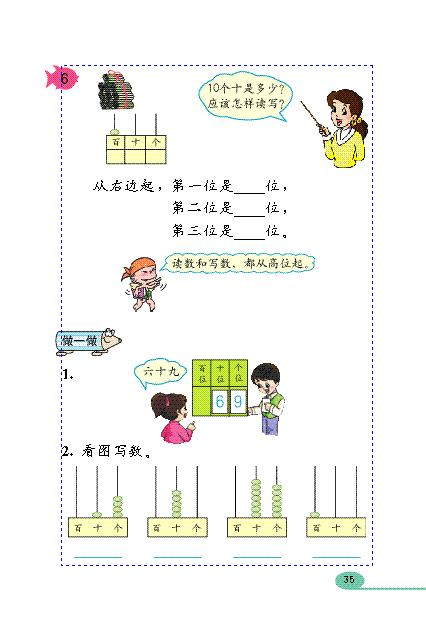 6
10个十是多少?
应该怎样读写?
百 十 个
从右边起，第一位是____位，
第二位是____位，
第三位是____位。
读数和写数，都从高位起。
做一做
1.
六十九
百位 十位 个位
6 9
2. 看图写数。
百 十 个 百 十 个 百 十 个 百 十 个
35